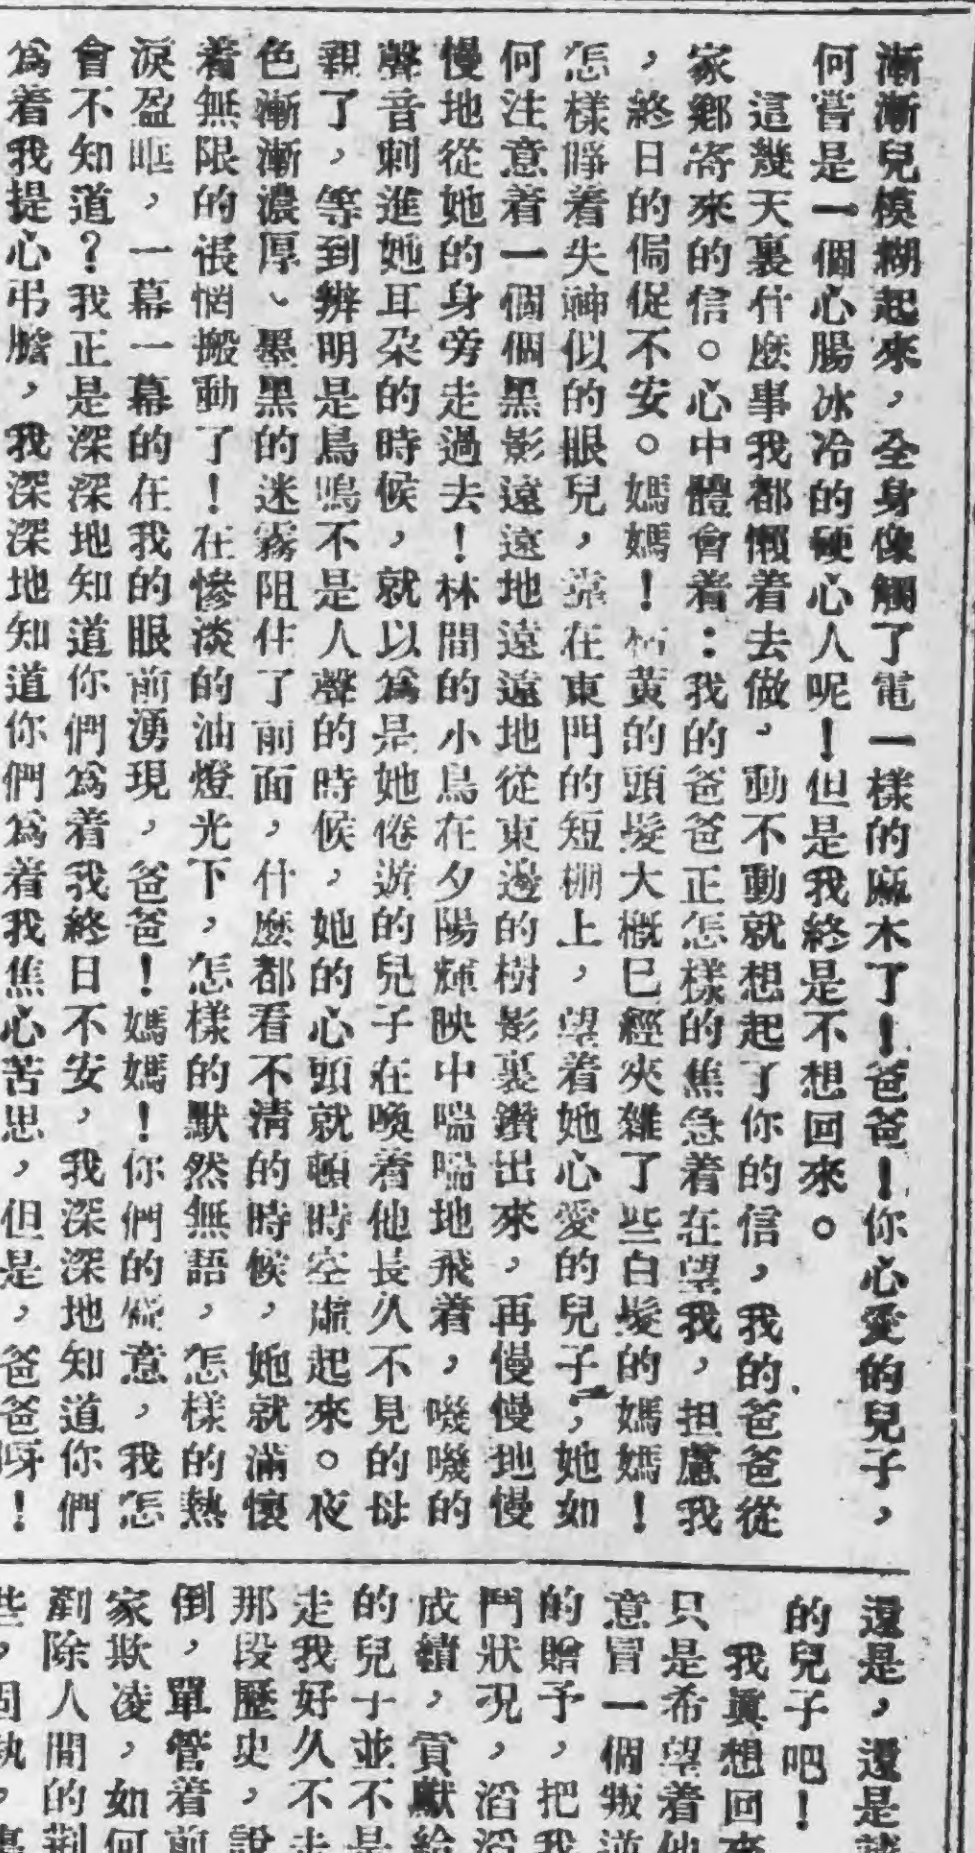 漸漸兒模糊起來，全身像觸了電一樣的麻木了！爸爸！你心愛的兒子，
何嘗是一個心腸冰冷的硬心人呢！但是我終是不想回來。
這幾天裏什麼事我都懶着去做，動不動就想起了你的信，我的爸爸從
家鄉寄來的信。心中體會着：我的爸爸正怎樣的焦急着在望我，担慮我
，終日的侷促不安。媽媽！枯黃的頭髮大概已經夾雜了些白髮的媽媽！
怎樣睜着失神似的眼兒，靠在東門的短棚上，望着她心愛的兒子，她如
何注意着一個個黑影遠遠地遠遠地從東邊的樹影裏鑽出來，再慢慢地慢
慢地從她的身旁走過去！林間的小鳥在夕陽輝映中喘喘地飛着，嘰嘰的
聲音刺進她耳朶的時候，就以爲是她倦遊的兒子在喚着他長久不見的母
親了，等到辨明是鳥鳴不是人聲的時候，她的心頭就頓時空虛起來。夜
色漸漸濃厚、墨黑的迷霧阻住了前面，什麼都看不清的時候，她就滿懷
着無限的悵惘搬動了！在慘淡的油燈光下，怎樣的默然無語，怎樣的熱
淚盈眶，一幕一幕的在我的眼前湧現，爸爸！媽媽！你們的意，我怎
會不知道？我正是深深地知道你們爲着我終日不安，我深深地知道你們
爲着我提心弔膽，我深深地知道你們爲着我焦心苦思，但是，爸爸呀！
還是，還是
的兒子吧！
我眞想回來
只是希望着他
意冒一個叛逆
的贈予，把我
鬥狀況，滔滔
成績，貢獻給
的兒子並不是
走我好久不走
那段歷史，說
倒，單管着前
家欺凌，如何
剷除人間的荆
些，固執，